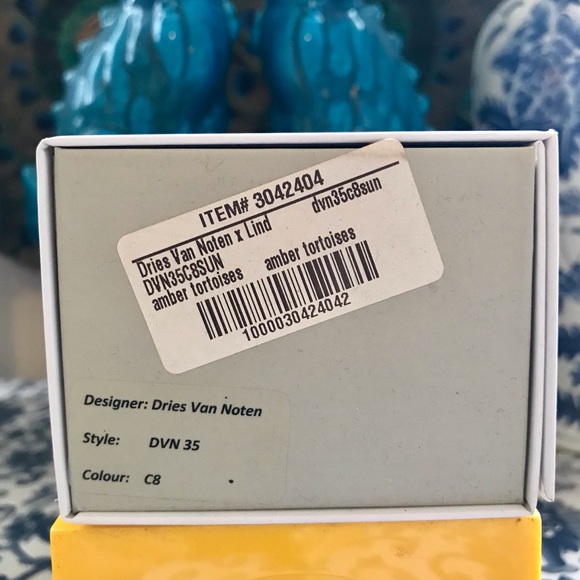 ITEM# 3042404
Dries Van Noten x Lind dvn35c8sun
DVN35C8SUN
amber tortoises amber tortoises
1000030424042
Designer: Dries Van Noten
Style: DVN 35
Colour: C8